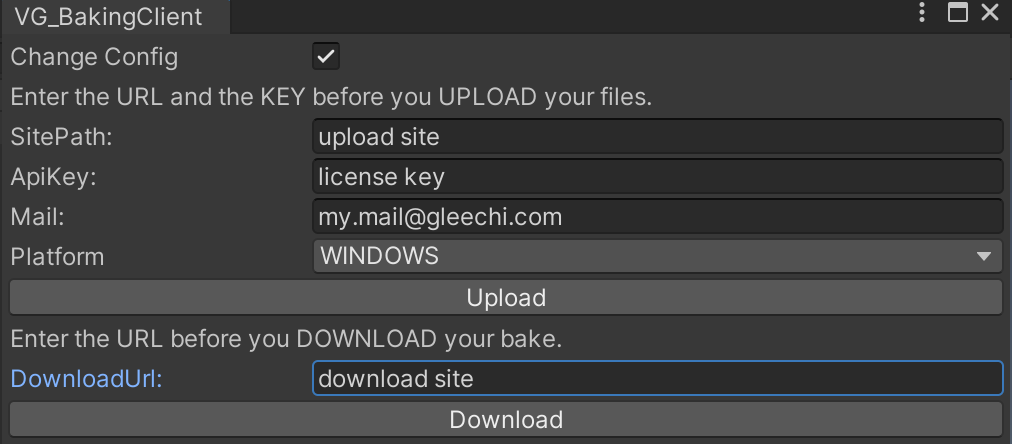 VG_BakingClient
Change Config
Enter the URL and the KEY before you UPLOAD your files.
SitePath: upload site
ApiKey: license key
Mail: my.mail@gleechi.com
Platform WINDOWS
Upload
Enter the URL before you DOWNLOAD your bake.
DownloadUrl: download site
Download